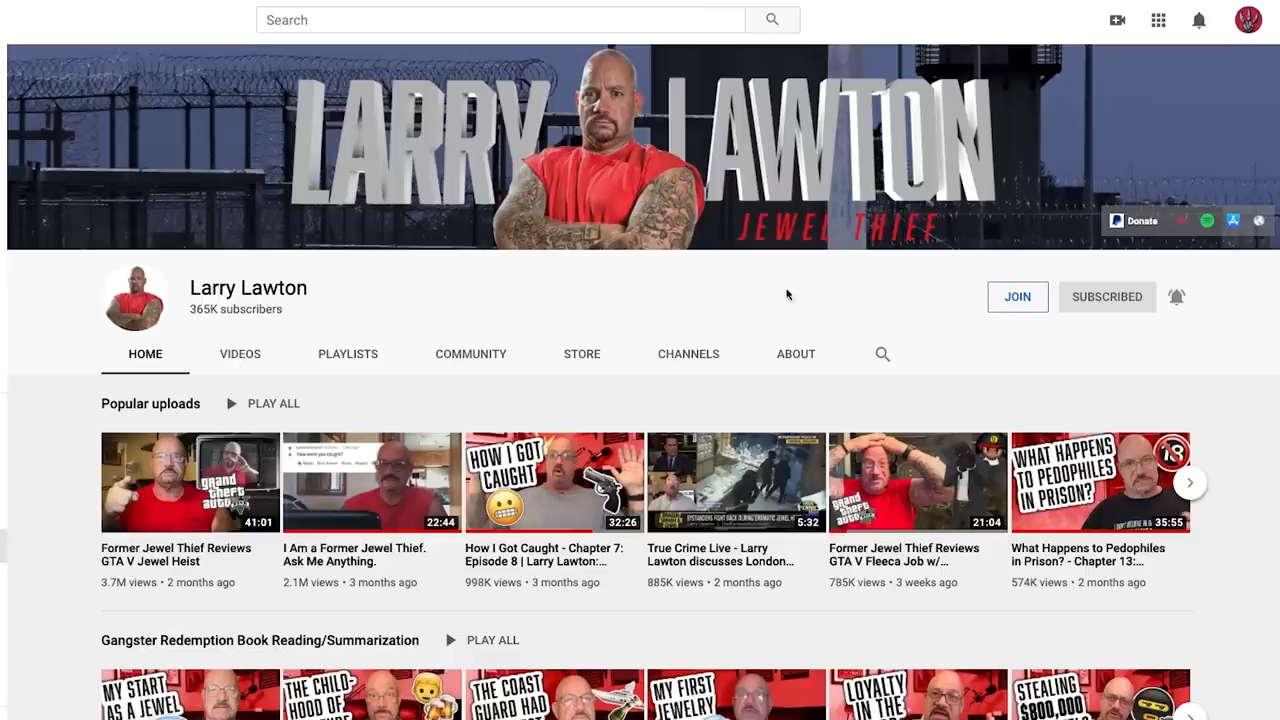 Search
LARRY LAWTON
JEWEL THIEF
Donate
Larry Lawton
365K subscribers
JOIN
SUBSCRIBED
HOME
VIDEOS
PLAYLISTS
COMMUNITY
STORE
CHANNELS
ABOUT
Popular uploads
PLAY ALL
grand
theft
auto
41:01
How were you caught?
22:44
HOW I GOT
CAUGHT
32:26
5:32
grand
theft
auto
21:04
WHAT HAPPENS
TO PEDOPHILES
IN PRISON?
18
35:55
Former Jewel Thief Reviews
GTA V Jewel Heist
3.7M views • 2 months ago
I Am a Former Jewel Thief.
Ask Me Anything.
2.1M views • 3 months ago
How I Got Caught - Chapter 7:
Episode 8 | Larry Lawton:...
998K views • 3 months ago
True Crime Live - Larry
Lawton discusses London...
885K views • 2 months ago
Former Jewel Thief Reviews
GTA V Fleeca Job w/...
785K views • 3 weeks ago
What Happens to Pedophiles
in Prison? - Chapter 13:...
574K views • 2 months ago
Gangster Redemption Book Reading/Summarization
PLAY ALL
MY START
AS A JEWEL
THE CHILD-
HOOD OF
THE COAST
GUARD HAD
MY FIRST
JEWELRY
LOYALTY
IN THE
STEALING
$800,000